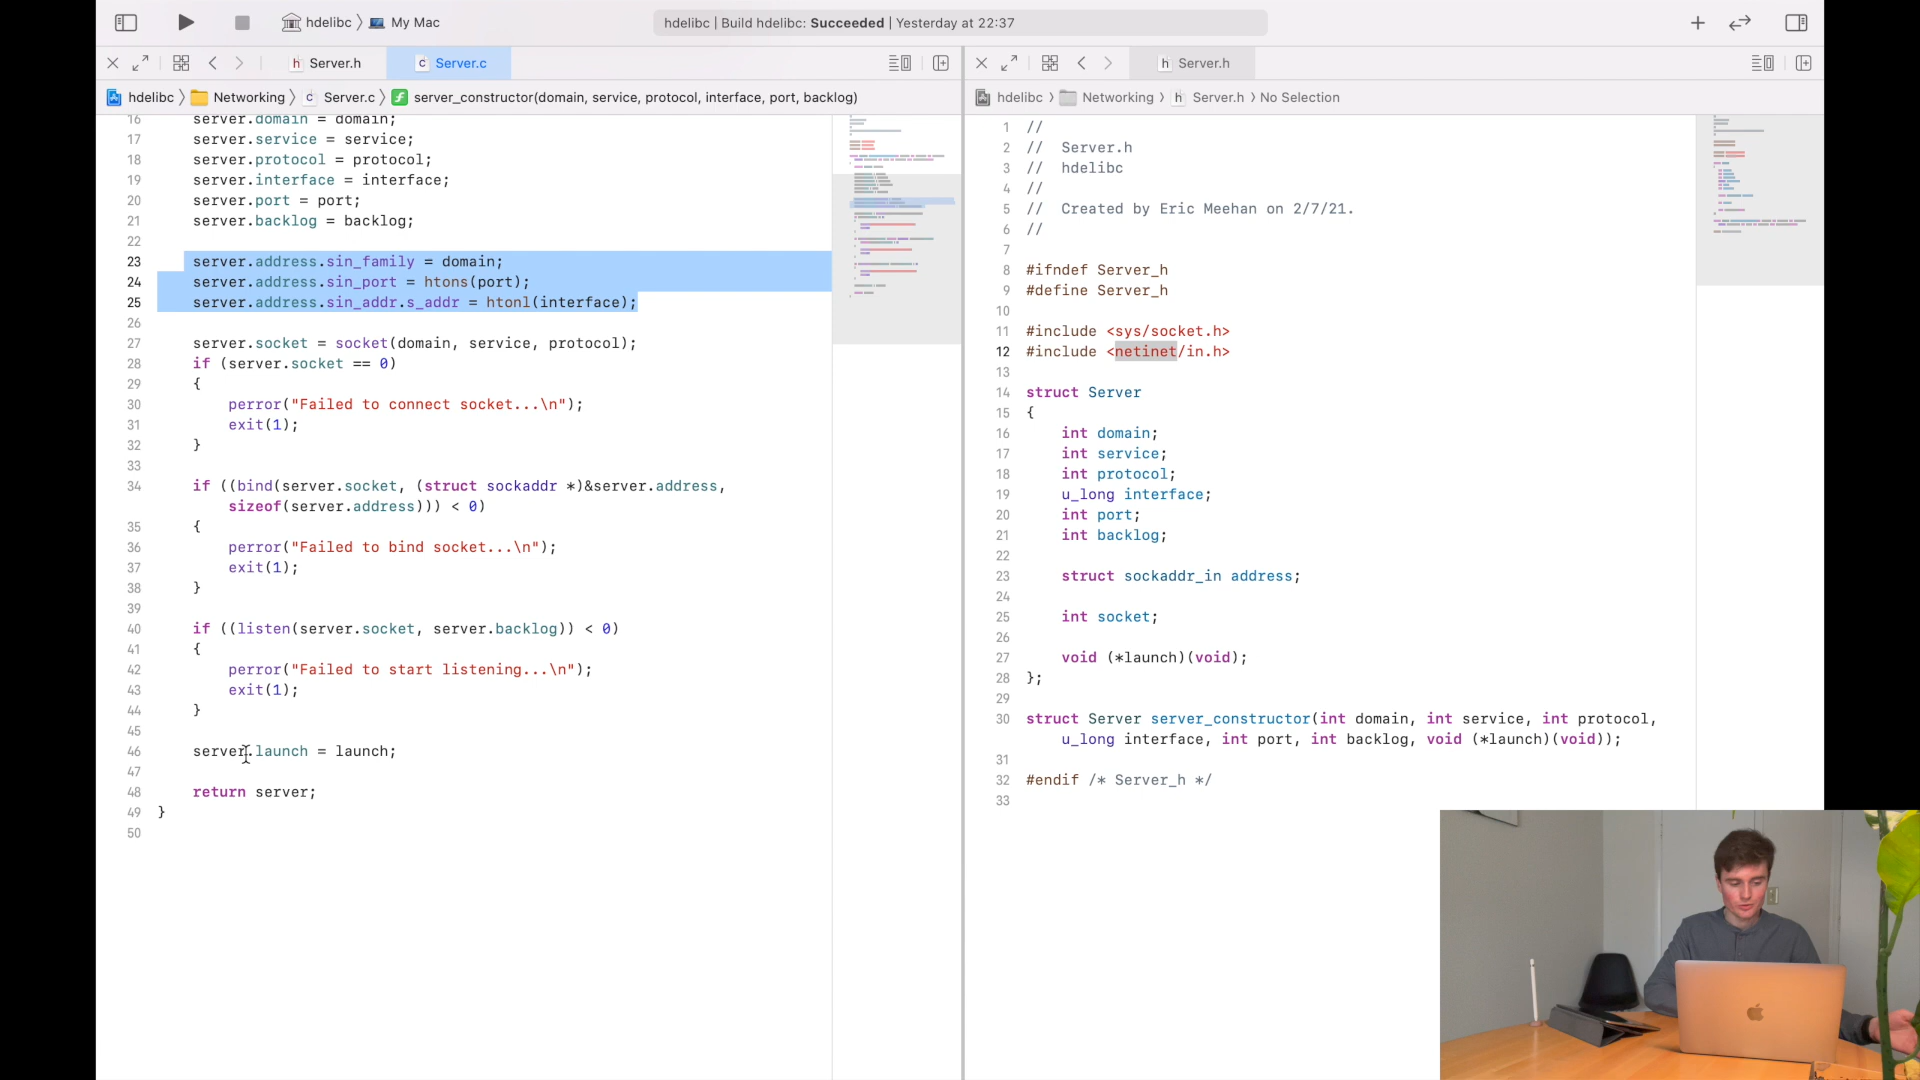 hdelibc My Mac
hdelibc | Build hdelibc: Succeeded | Yesterday at 22:37
h Server.h
c Server.c
hdelibc Networking c Server.c f server_constructor(domain, service, protocol, interface, port, backlog)
16 server.domain = domain;
17 server.service = service;
18 server.protocol = protocol;
19 server.interface = interface;
20 server.port = port;
21 server.backlog = backlog;
22
23 server.address.sin_family = domain;
24 server.address.sin_port = htons(port);
25 server.address.sin_addr.s_addr = htonl(interface);
26
27 server.socket = socket(domain, service, protocol);
28 if (server.socket == 0)
29 {
30 perror("Failed to connect socket...\n");
31 exit(1);
32 }
33
34 if ((bind(server.socket, (struct sockaddr *)&server.address,
sizeof(server.address))) < 0)
35 {
36 perror("Failed to bind socket...\n");
37 exit(1);
38 }
39
40 if ((listen(server.socket, server.backlog)) < 0)
41 {
42 perror("Failed to start listening...\n");
43 exit(1);
44 }
45
46 server.launch = launch;
47
48 return server;
49 }
50
h Server.h
hdelibc Networking h Server.h No Selection
1 //
2 // Server.h
3 // hdelibc
4 //
5 // Created by Eric Meehan on 2/7/21.
6 //
7
8 #ifndef Server_h
9 #define Server_h
10
11 #include <sys/socket.h>
12 #include <netinet/in.h>
13
14 struct Server
15 {
16 int domain;
17 int service;
18 int protocol;
19 u_long interface;
20 int port;
21 int backlog;
22
23 struct sockaddr_in address;
24
25 int socket;
26
27 void (*launch)(void);
28 };
29
30 struct Server server_constructor(int domain, int service, int protocol,
u_long interface, int port, int backlog, void (*launch)(void));
31
32 #endif /* Server_h */
33